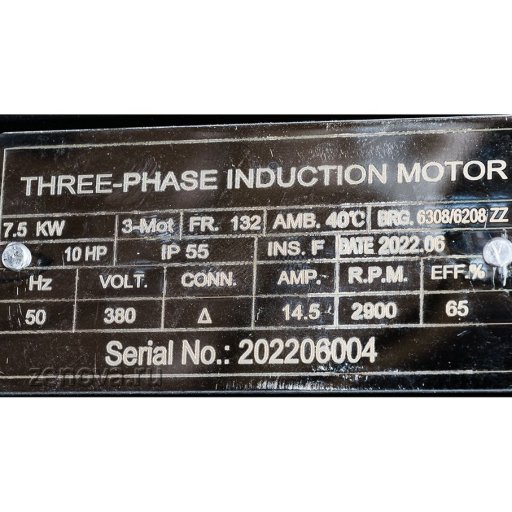 THREE-PHASE INDUCTION MOTOR
7.5 KW 3-Mot FR. 132 AMB. 40°C BRG. 6308/6208 ZZ
10 HP IP 55 INS. F DATE 2022.06
Hz VOLT. CONN. AMP. R.P.M. EFF.%
50 380 Δ 14.5 2900 65
Serial No.: 202206004
zeneva.ru